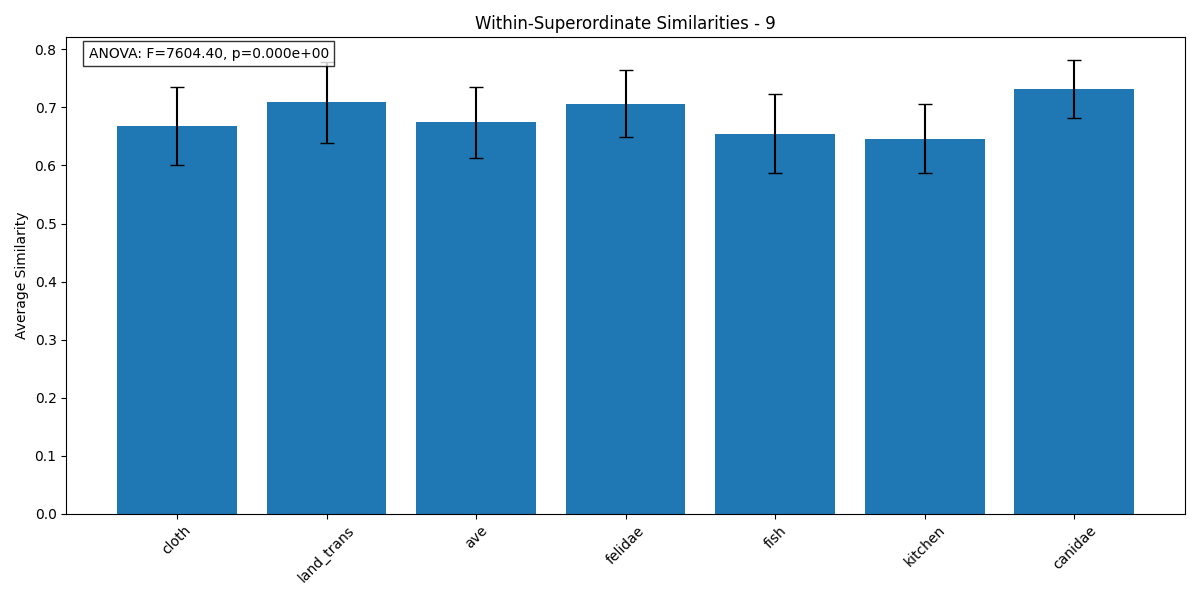 Within-Superordinate Similarities - 9
ANOVA: F=7604.40, p=0.000e+00
Average Similarity
0.8
0.7
0.6
0.5
0.4
0.3
0.2
0.1
0.0
cloth
land_trans
ave
felidae
fish
kitchen
canidae